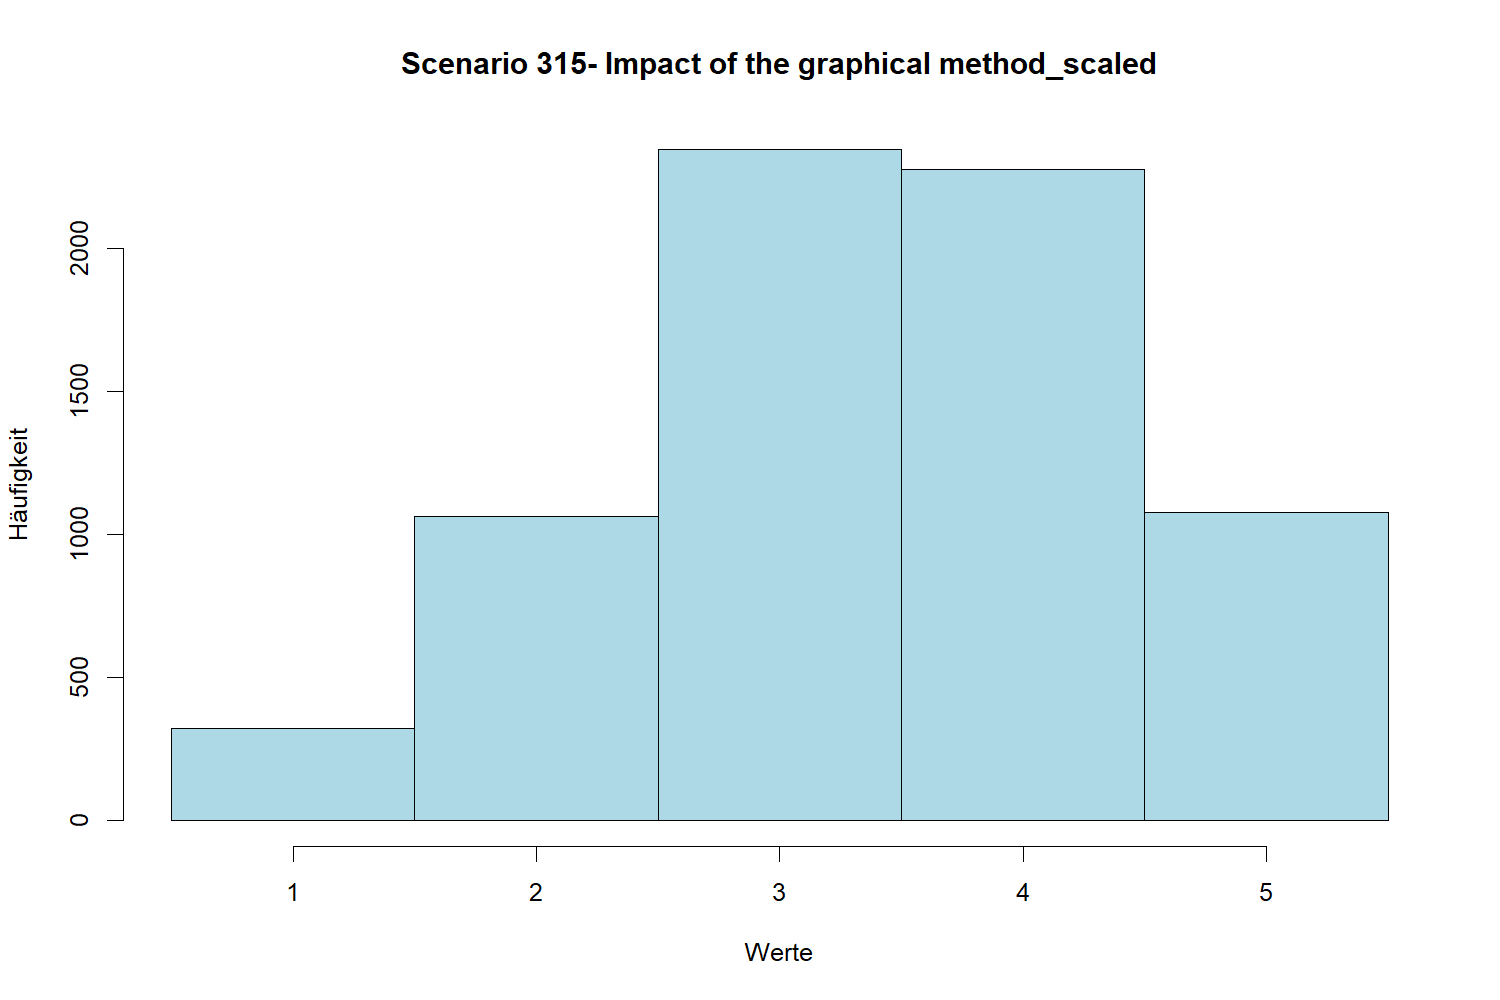 Scenario 315- Impact of the graphical method_scaled
Häufigkeit
2000
1500
1000
500
0
1 2 3 4 5
Werte